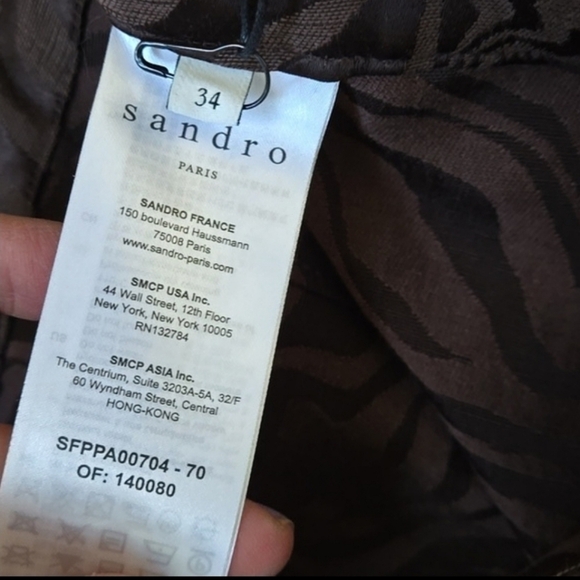 34
sandro
PARIS
SANDRO FRANCE
150 boulevard Haussmann
75008 Paris
www.sandro-paris.com
SMCP USA Inc.
44 Wall Street, 12th Floor
New York, New York 10005
RN132784
SMCP ASIA Inc.
The Centrium, Suite 3203A-5A, 32/F
60 Wyndham Street, Central
HONG-KONG
SFPPA00704 - 70
OF: 140080